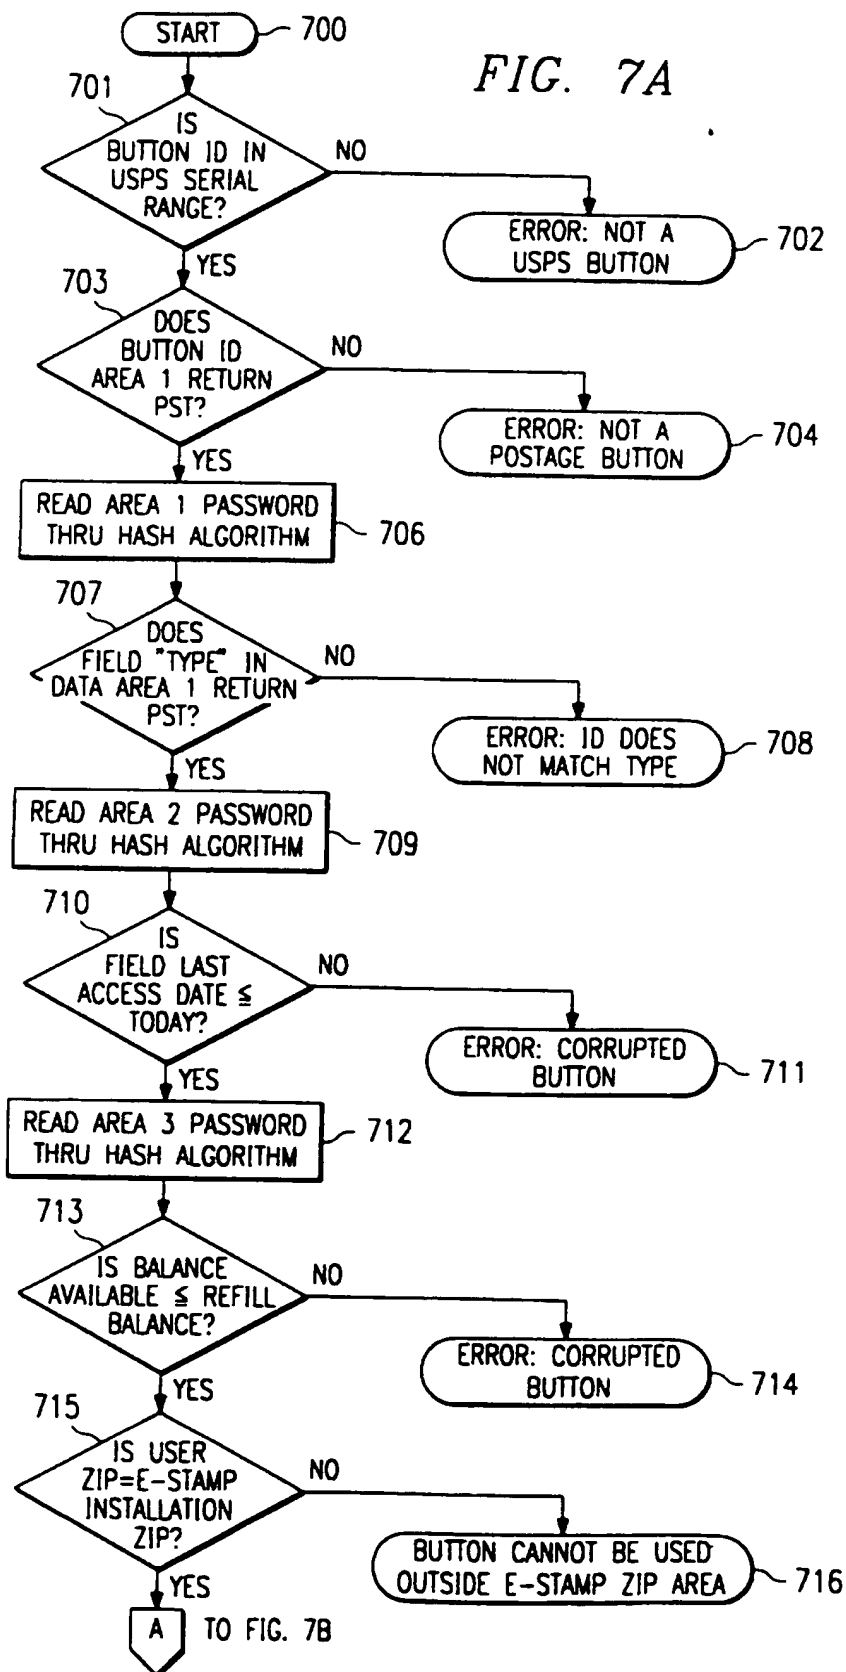 START
700
FIG. 7A
701
IS
BUTTON ID IN
USPS SERIAL
RANGE?
NO
ERROR: NOT A
USPS BUTTON
702
YES
703
DOES
BUTTON ID
AREA 1 RETURN
PST?
NO
ERROR: NOT A
POSTAGE BUTTON
704
YES
READ AREA 1 PASSWORD
THRU HASH ALGORITHM
706
707
DOES
FIELD "TYPE" IN
DATA AREA 1 RETURN
PST?
NO
ERROR: ID DOES
NOT MATCH TYPE
708
YES
READ AREA 2 PASSWORD
THRU HASH ALGORITHM
709
710
IS
FIELD LAST
ACCESS DATE ≦
TODAY?
NO
ERROR: CORRUPTED
BUTTON
711
YES
READ AREA 3 PASSWORD
THRU HASH ALGORITHM
712
713
IS BALANCE
AVAILABLE ≦ REFILL
BALANCE?
NO
ERROR: CORRUPTED
BUTTON
714
YES
715
IS USER
ZIP=E-STAMP
INSTALLATION
ZIP?
NO
BUTTON CANNOT BE USED
OUTSIDE E-STAMP ZIP AREA
716
YES
A
TO FIG. 7B